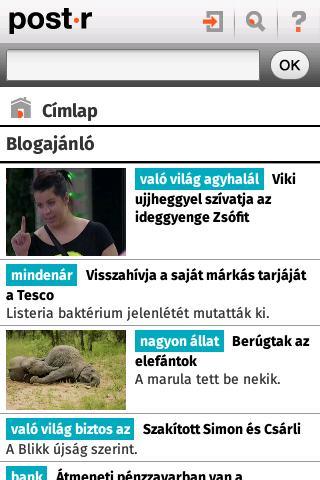 post.r
OK
Címlap
Blogajánló
való világ agyhalál Viki
ujjheggyel szívatja az
ideggyenge Zsófit
mindenár Visszahívja a saját márkás tarjáját
a Tesco
Listeria baktérium jelenlétét mutatták ki.
nagyon állat Berúgtak az
elefántok
A marula tett be nekik.
való világ biztos az Szakított Simon és Csárli
A Blikk újság szerint.
bank Átmeneti pénzzavarban van a